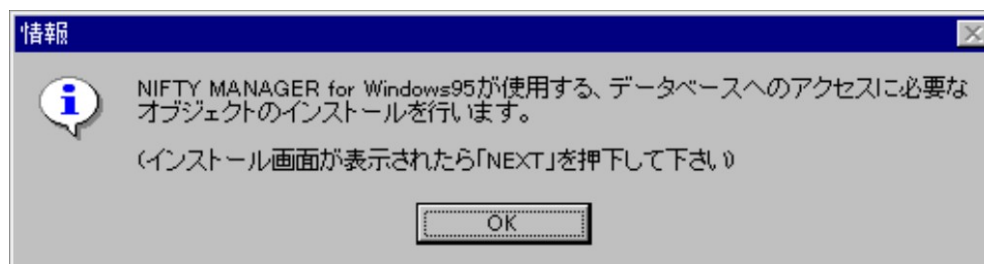 情報
NIFTY MANAGER for Windows95が使用する、データベースへのアクセスに必要な
オブジェクトのインストールを行います。
(インストール画面が表示されたら「NEXT」を押下して下さい)
OK